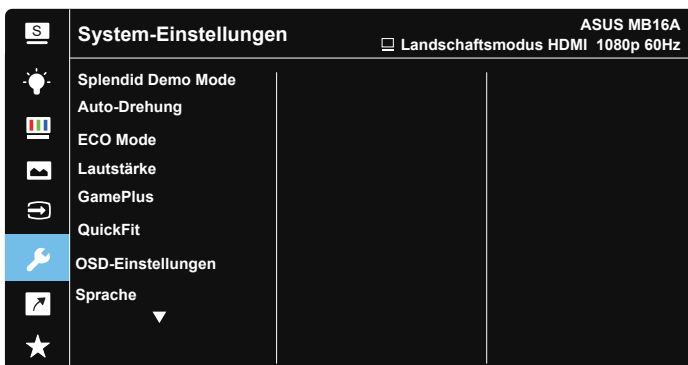 S
System-Einstellungen
ASUS MB16A
Landschaftsmodus HDMI 1080p 60Hz
Splendid Demo Mode
Auto-Drehung
ECO Mode
Lautstärke
GamePlus
QuickFit
OSD-Einstellungen
Sprache